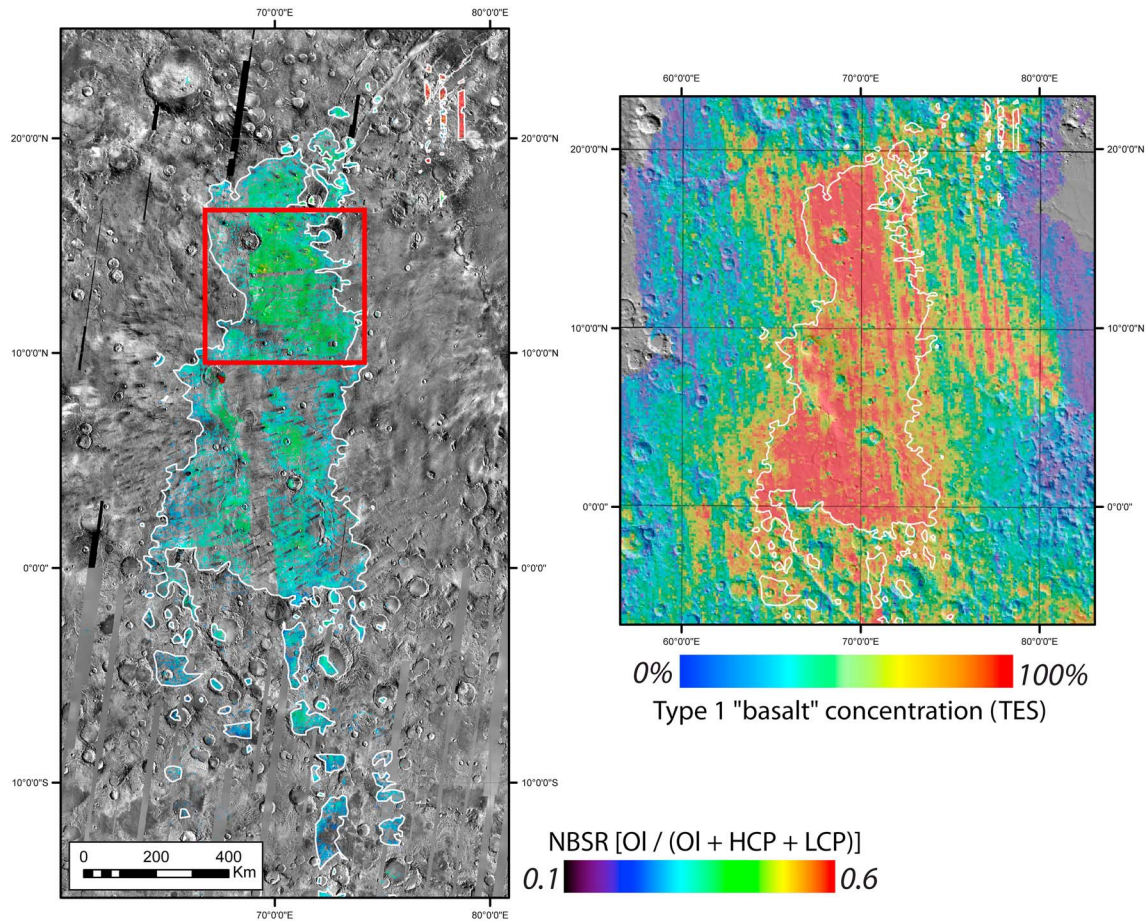 70°0'0"E
80°0'0"E
20°0'0"N
20°0'0"N
10°0'0"N
10°0'0"N
0°0'0"
0°0'0"
10°0'0"S
10°0'0"S
0
200
400
Km
70°0'0"E
80°0'0"E
60°0'0"E
70°0'0"E
80°0'0"E
20°0'0"N
20°0'0"N
10°0'0"N
10°0'0"N
0°0'0"
0°0'0"
60°0'0"E
70°0'0"E
80°0'0"E
0%
100%
Type 1 "basalt" concentration (TES)
NBSR [Ol / (Ol + HCP + LCP)]
0.1
0.6